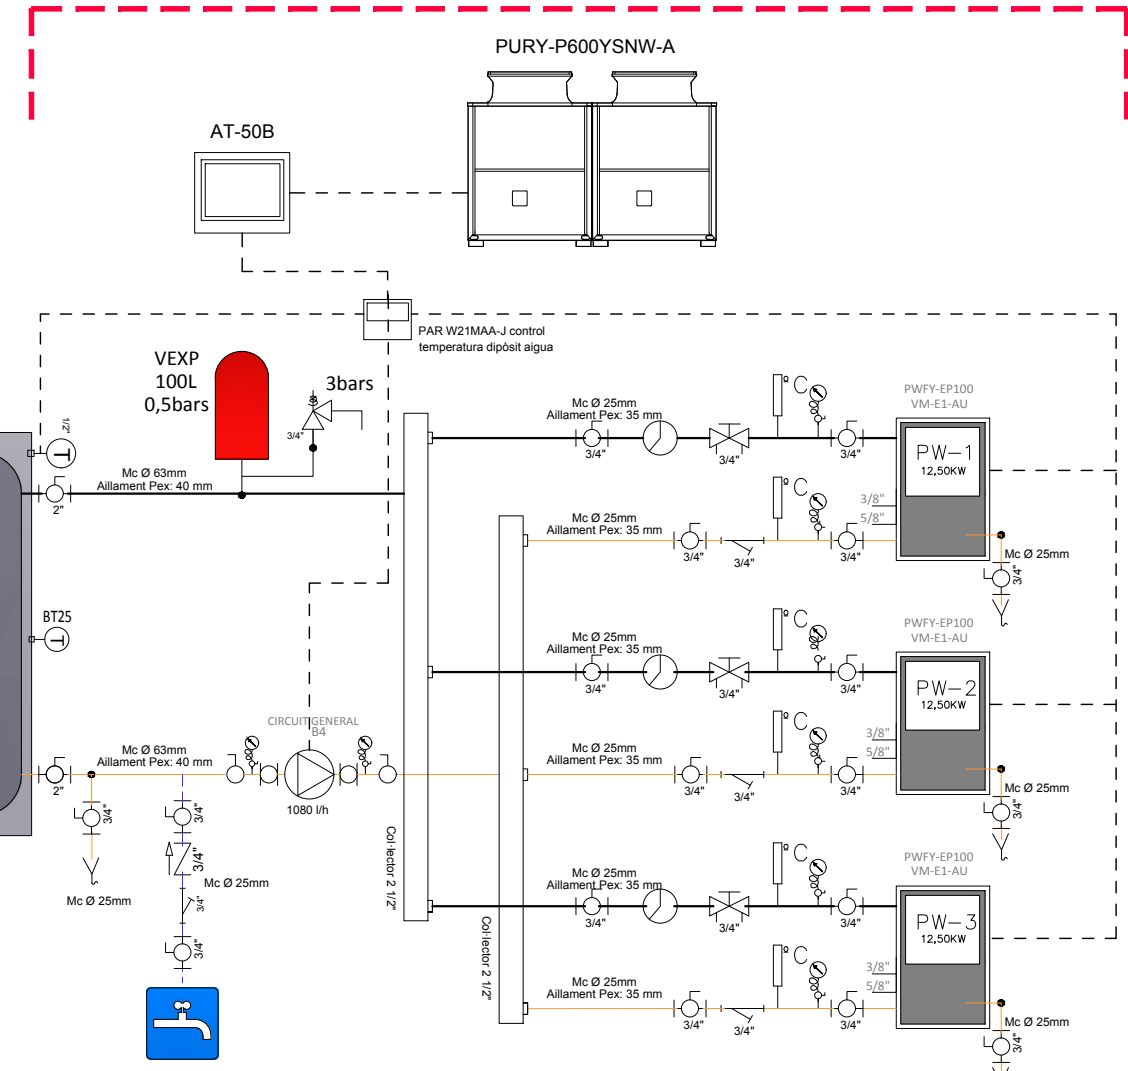 PURY-P600YSNW-A
AT-50B
PAR W21MAA-J control
temperatura dipòsit aigua
VEXP
100L
0,5bars
3bars
3/4"
1/2"
T
Mc Ø 63mm
Aillament Pex: 40 mm
2"
BT25
T
Mc Ø 25mm
Aillament Pex: 35 mm
3/4"
3/4"
C
3/4"
PWFY-EP100
VM-E1-AU
PW-1
12,50KW
Mc Ø 25mm
Aillament Pex: 35 mm
3/4"
3/4"
C
3/4"
3/8"
5/8"
Mc Ø 25mm
3/4"
Mc Ø 25mm
Aillament Pex: 35 mm
3/4"
3/4"
C
3/4"
PWFY-EP100
VM-E1-AU
PW-2
12,50KW
Mc Ø 25mm
Aillament Pex: 35 mm
3/4"
3/4"
C
3/4"
3/8"
5/8"
Mc Ø 25mm
3/4"
CIRCUIT GENERAL
B4
1080 l/h
Mc Ø 63mm
Aillament Pex: 40 mm
2"
3/4"
Mc Ø 25mm
3/4"
3/4"
Mc Ø 25mm
3/4"
3/4"
Col·lector 2 1/2"
Col·lector 2 1/2"
Mc Ø 25mm
Aillament Pex: 35 mm
3/4"
3/4"
C
3/4"
PWFY-EP100
VM-E1-AU
PW-3
12,50KW
Mc Ø 25mm
Aillament Pex: 35 mm
3/4"
3/4"
C
3/4"
3/8"
5/8"
Mc Ø 25mm
3/4"